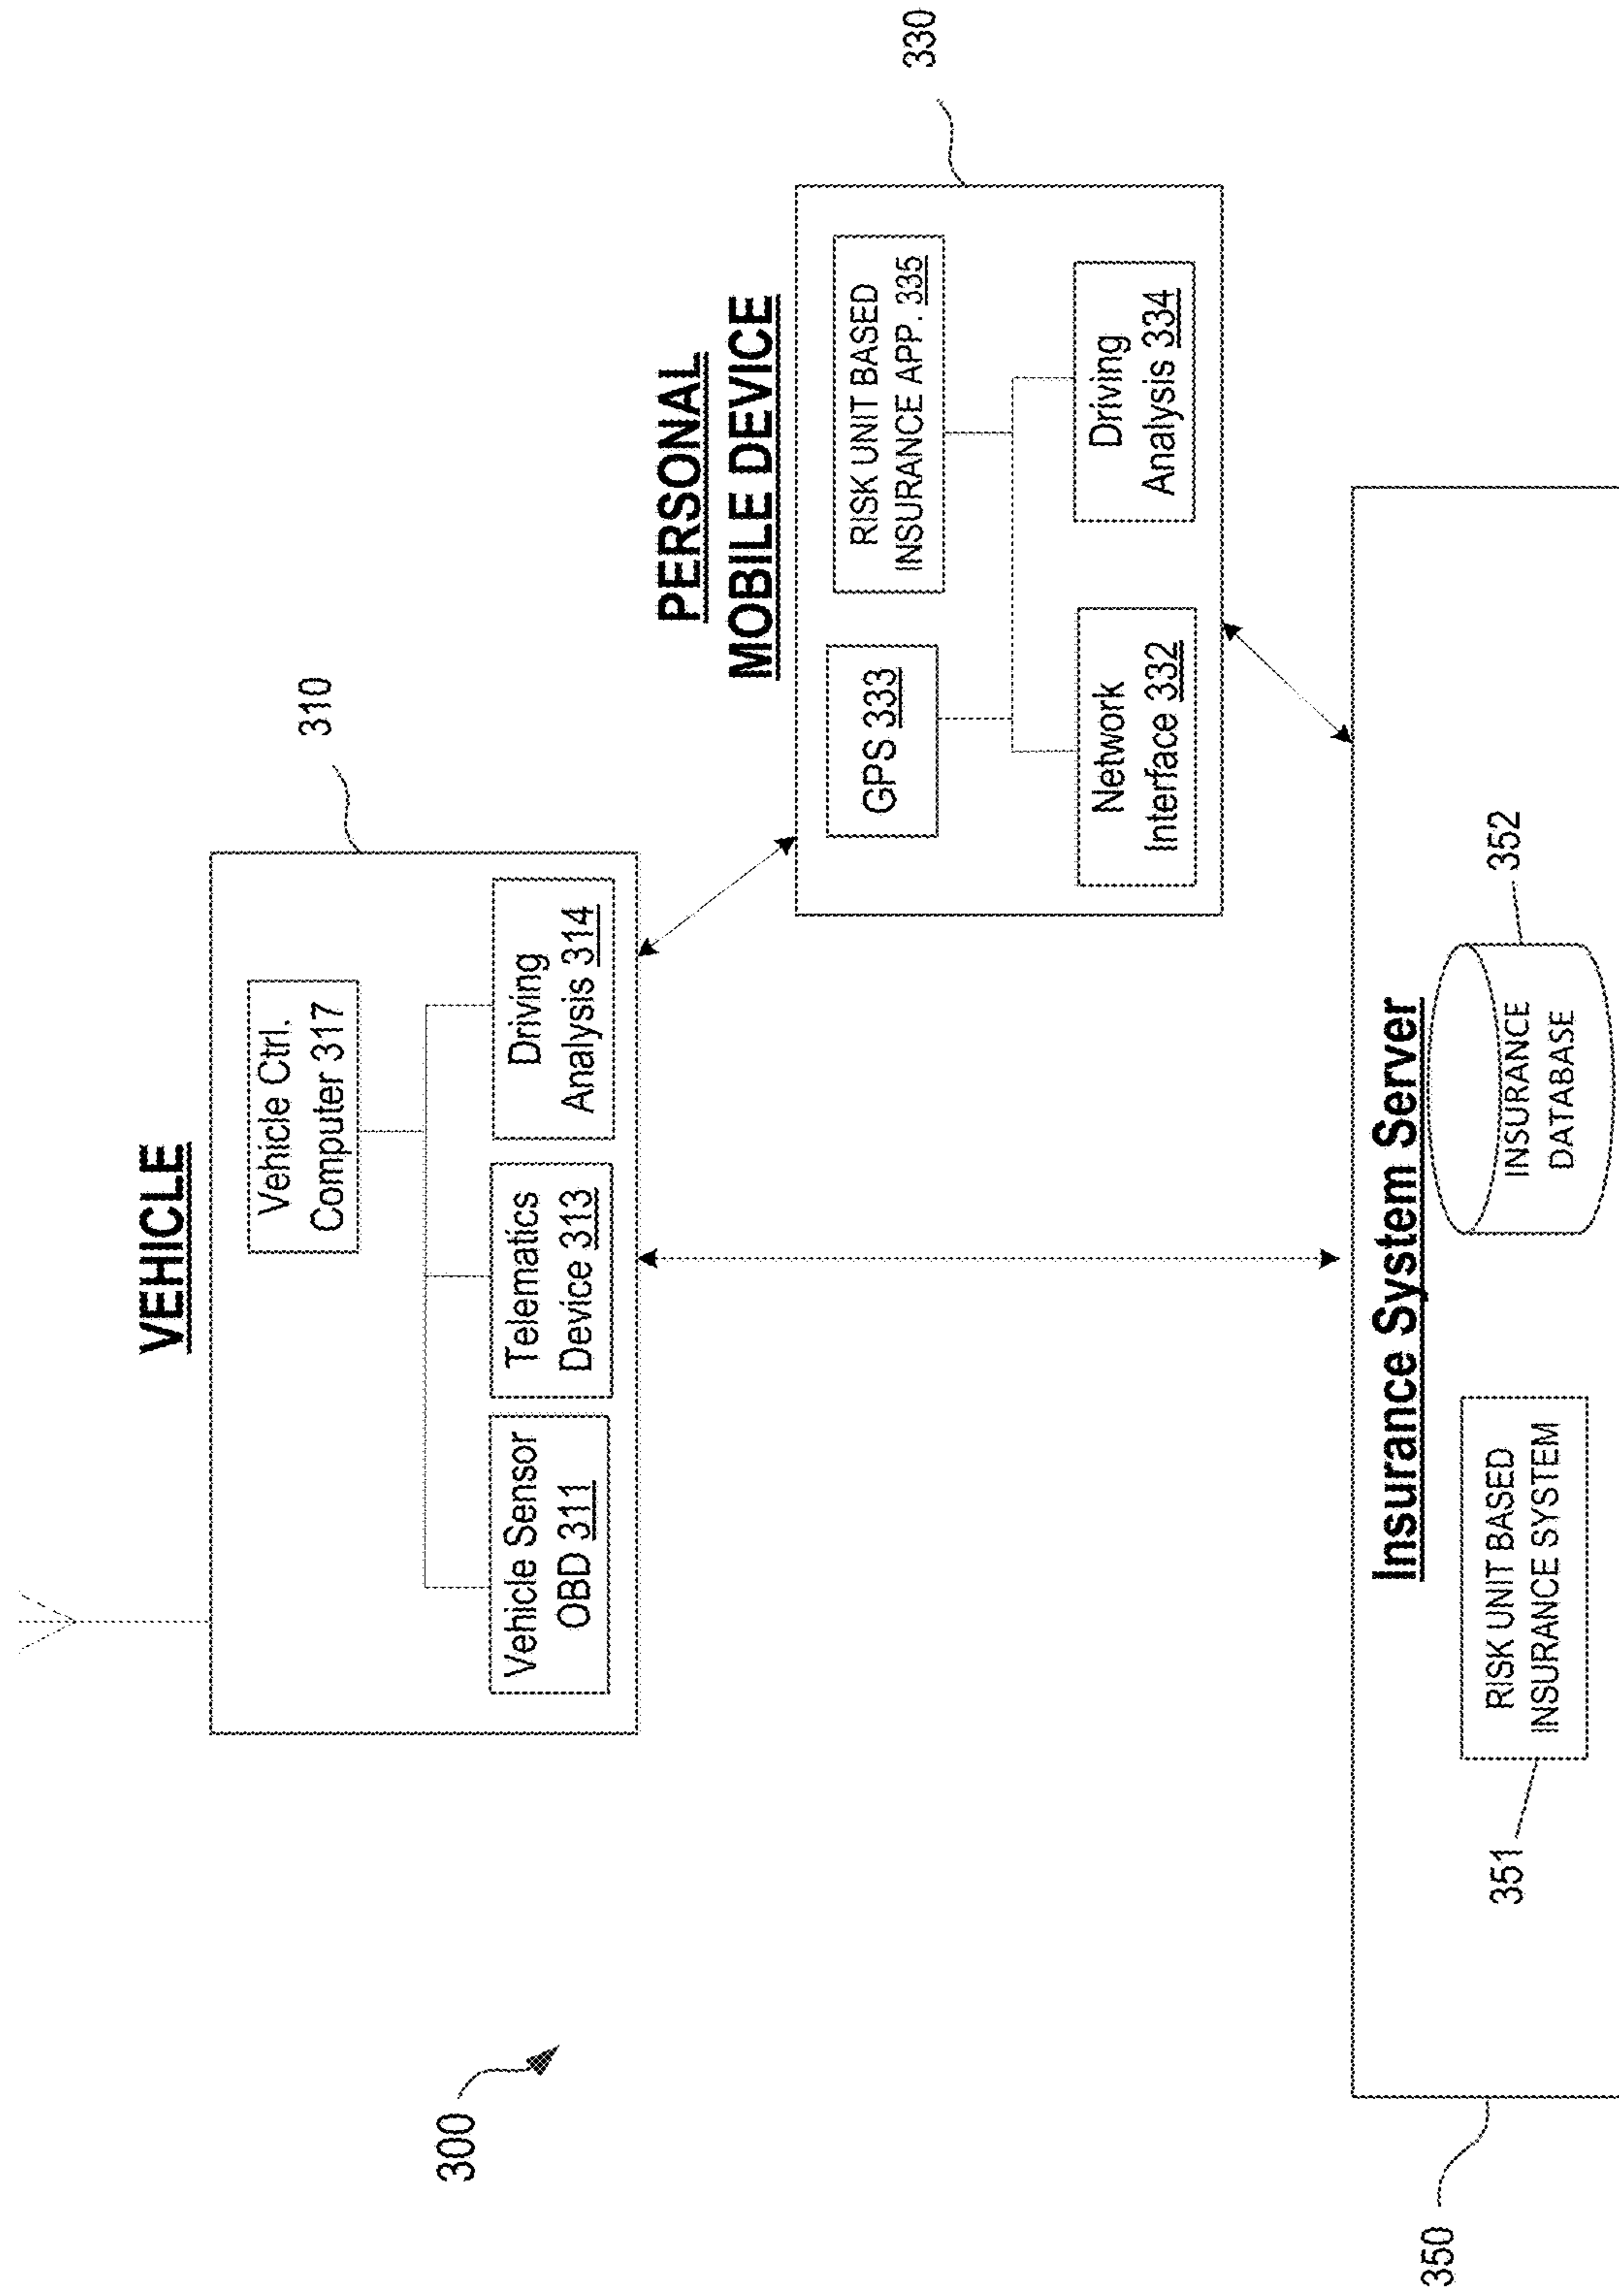 VEHICLE
310
Vehicle Ctrl.
Computer 317
Vehicle Sensor
OBD 311
Telematics
Device 313
Driving
Analysis 314
300
PERSONAL
MOBILE DEVICE
330
GPS 333
RISK UNIT BASED
INSURANCE APP. 335
Network
Interface 332
Driving
Analysis 334
350
Insurance System Server
351
RISK UNIT BASED
INSURANCE SYSTEM
352
INSURANCE
DATABASE